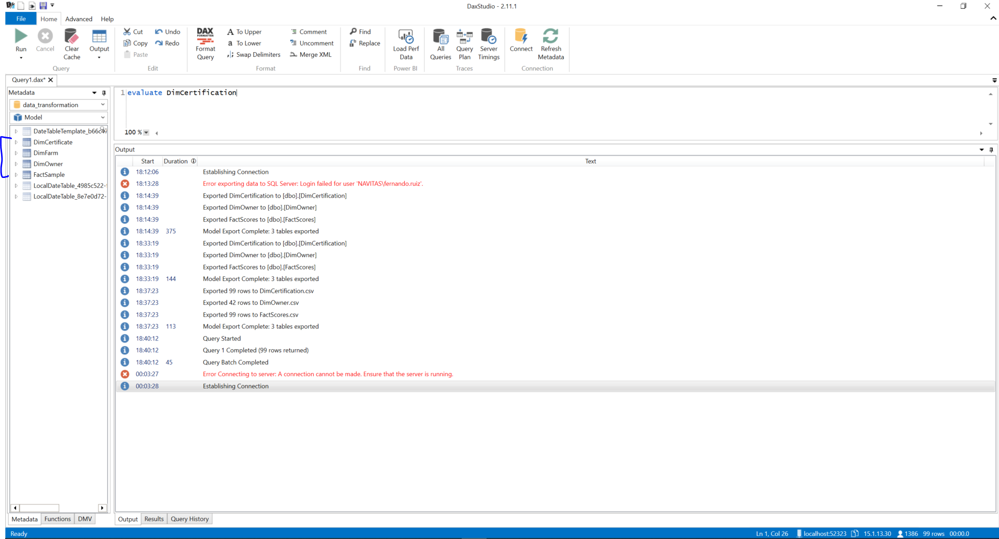 DaxStudio - 2.11.1
File Home Advanced Help
Run Cancel Clear Cache Output
Query
Cut Undo
Copy Redo
Paste
Edit
DAX
FORMATTER
Format Query
A To Upper
a To Lower
Swap Delimiters
Comment
Uncomment
Merge XML
Format
Find
Replace
Find
Load Perf Data
Power BI
All Queries Query Plan Server Timings
Traces
Connect Refresh Metadata
Connection
Query1.dax*
Metadata
data_transformation
Model
DateTableTemplate_b66c47
DimCertificate
DimFarm
DimOwner
FactSample
LocalDateTable_4985c522-
LocalDateTable_8e7e0d72-
1 evaluate DimCertification
100 %
Output
Start Duration Text
18:12:06 Establishing Connection
18:13:28 Error exporting data to SQL Server: Login failed for user 'NAVITAS\fernando.ruiz'.
18:14:39 Exported DimCertification to [dbo].[DimCertification]
18:14:39 Exported DimOwner to [dbo].[DimOwner]
18:14:39 Exported FactScores to [dbo].[FactScores]
18:14:39 375 Model Export Complete: 3 tables exported
18:33:19 Exported DimCertification to [dbo].[DimCertification]
18:33:19 Exported DimOwner to [dbo].[DimOwner]
18:33:19 Exported FactScores to [dbo].[FactScores]
18:33:19 144 Model Export Complete: 3 tables exported
18:37:23 Exported 99 rows to DimCertification.csv
18:37:23 Exported 42 rows to DimOwner.csv
18:37:23 Exported 99 rows to FactScores.csv
18:37:23 113 Model Export Complete: 3 tables exported
18:40:12 Query Started
18:40:12 Query 1 Completed (99 rows returned)
18:40:12 45 Query Batch Completed
00:03:27 Error Connecting to server: A connection cannot be made. Ensure that the server is running.
00:03:28 Establishing Connection
Metadata Functions DMV
Output Results Query History
Ready
Ln 1, Col 26 localhost:52323 15.1.13.30 1386 99 rows 00:00.0